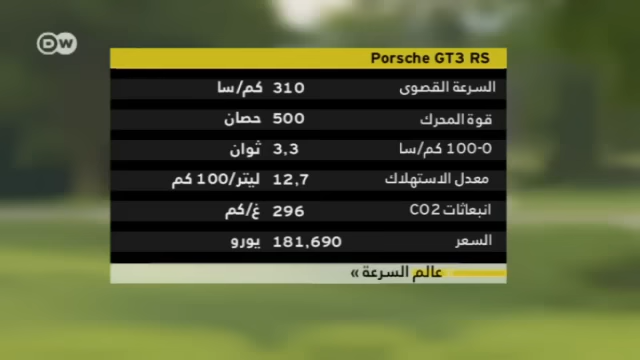 DW
Porsche GT3 RS
السرعة القصوى 310 كم/سا
قوة المحرك 500 حصان
0-100 كم/سا 3,3 ثوان
معدل الاستهلاك 12,7 ليتر/100 كم
انبعاثات CO2 296 غ/كم
السعر 181,690 يورو
عالم السرعة »